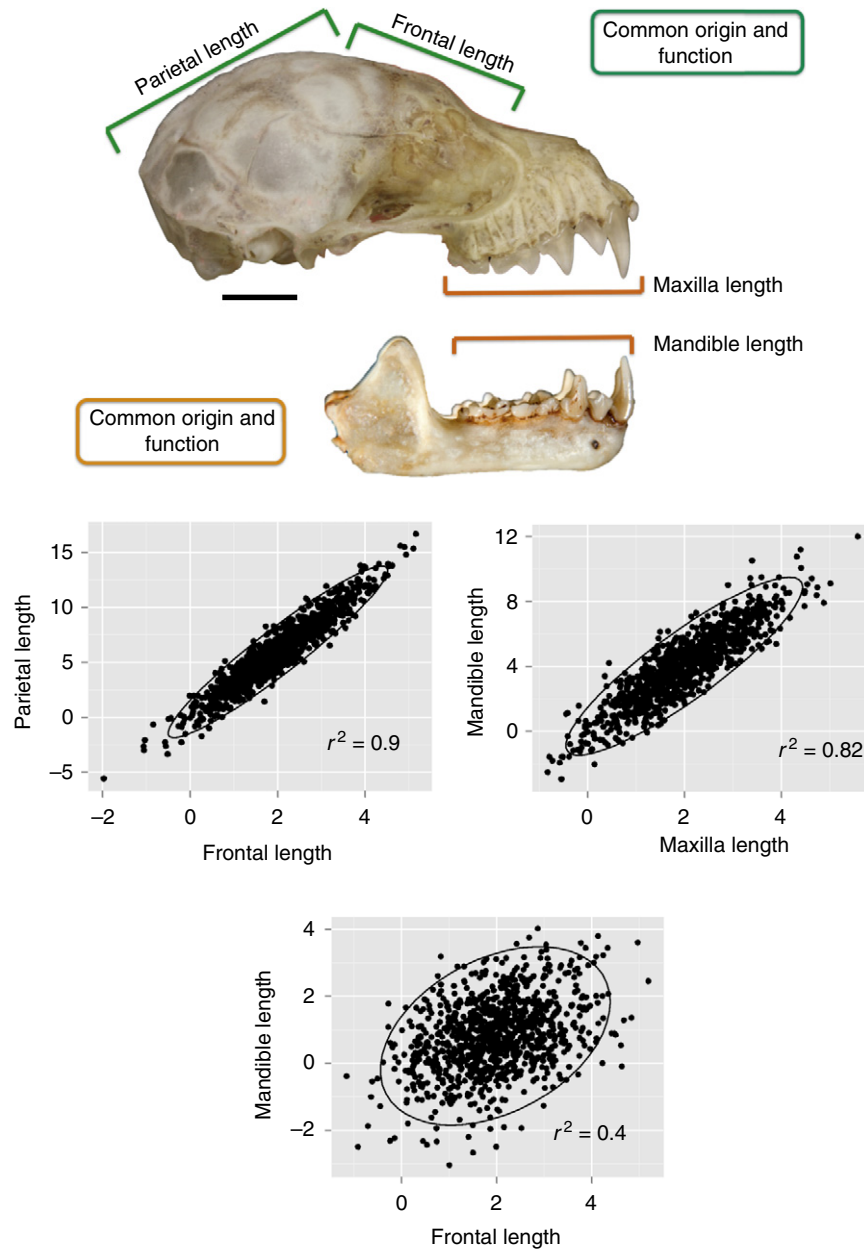 Parietal length
Frontal length
Common origin and
function
Maxilla length
Mandible length
Common origin and
function
Parietal length
15
10
5
0
–5
r² = 0.9
–2
0
2
4
Frontal length
Mandible length
12
8
4
0
r² = 0.82
0
2
4
Maxilla length
Mandible length
4
2
0
–2
r² = 0.4
0
2
4
Frontal length